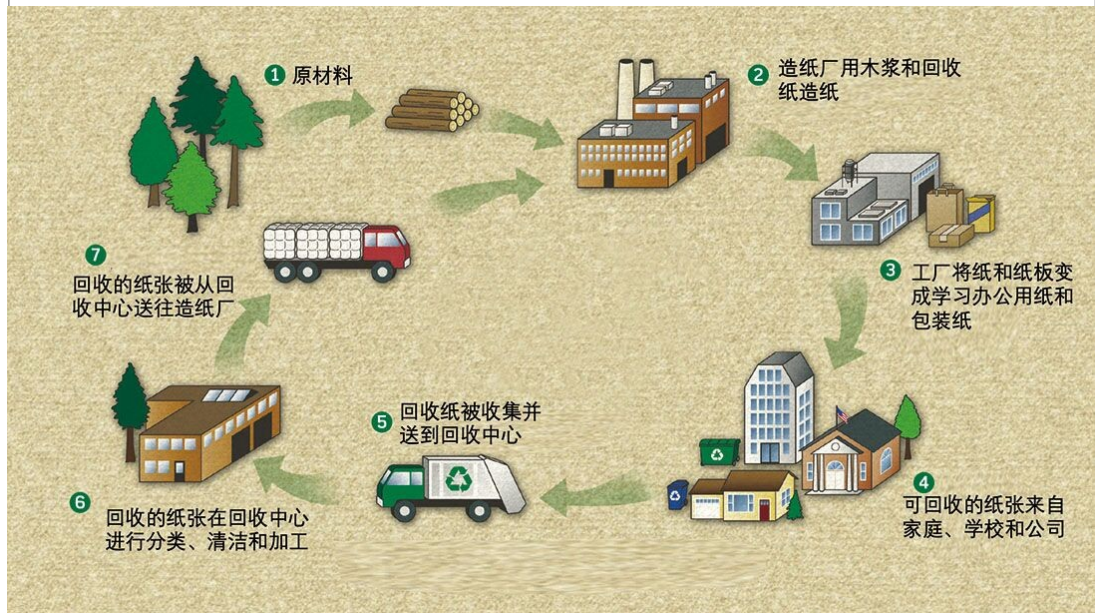 1 原材料
2 造纸厂用木浆和回收
纸造纸
3 工厂将纸和纸板变
成学习办公用纸和
包装纸
4
可回收的纸张来自
家庭、学校和公司
5 回收纸被收集并
送到回收中心
6
回收的纸张在回收中心
进行分类、清洁和加工
7
回收的纸张被从回
收中心送往造纸厂